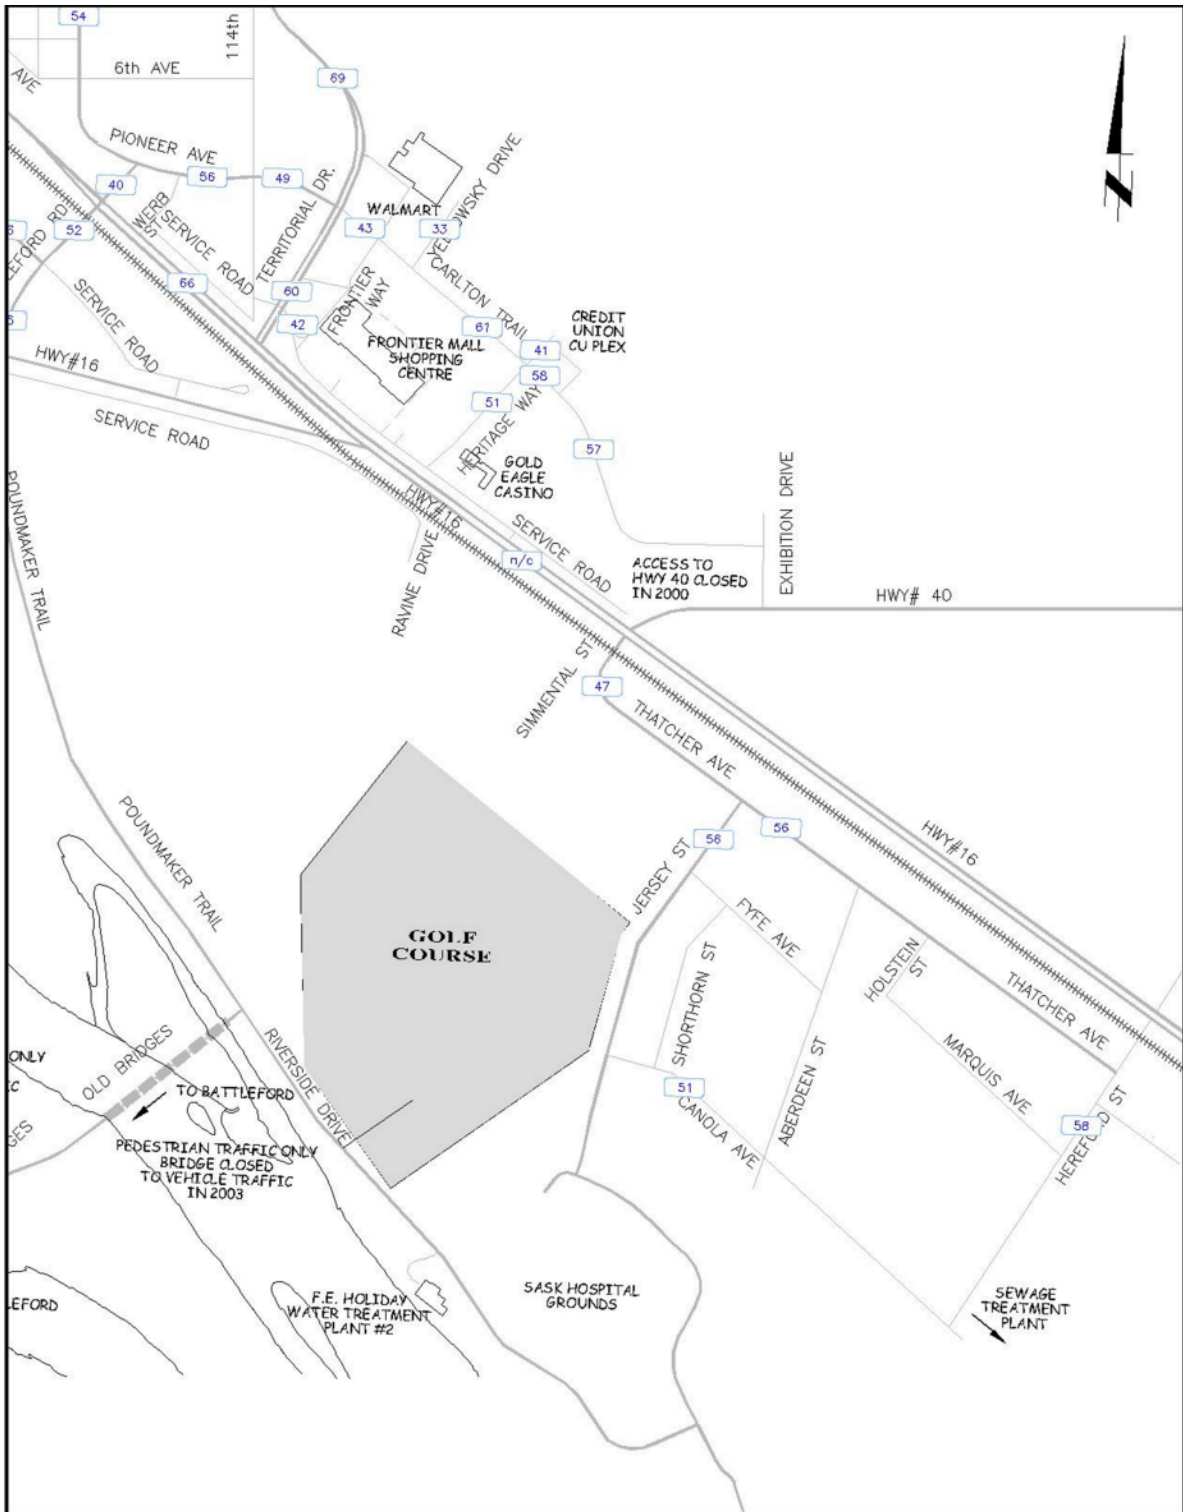 54
114th
6th AVE
69
AVE
PIONEER AVE
40
56
49
WALMART
YELLOWSKY DRIVE
WERB
ST
SERVICE ROAD
TERRITORIAL DR.
43
33
52
66
SERVICE ROAD
60
42
FRONTIER
WAY
CARLTON TRAIL
61
CREDIT
UNION
CU PLEX
FRONTIER MALL
SHOPPING
CENTRE
41
58
51
HERITAGE WAY
HWY#16
SERVICE ROAD
57
GOLD
EAGLE
CASINO
HWY#16
SERVICE ROAD
n/c
EXHIBITION DRIVE
ACCESS TO
HWY 40 CLOSED
IN 2000
HWY# 40
POUNDMAKER TRAIL
RAVINE DRIVE
SIMMENTAL ST
47
THATCHER AVE
POUNDMAKER TRAIL
56
56
HWY#16
JERSEY ST
FYFE AVE
GOLF
COURSE
SHORTHORN ST
HOLSTEIN
ST
THATCHER AVE
ABERDEEN ST
MARQUIS AVE
ONLY
OLD BRIDGES
RIVERSIDE DRIVE
TO BATTLEFORD
51
CANOLA AVE
58
HEREFORD ST
GES
PEDESTRIAN TRAFFIC ONLY
BRIDGE CLOSED
TO VEHICLE TRAFFIC
IN 2003
LEFORD
F.E. HOLIDAY
WATER TREATMENT
PLANT #2
SASK HOSPITAL
GROUNDS
SEWAGE
TREATMENT
PLANT
N